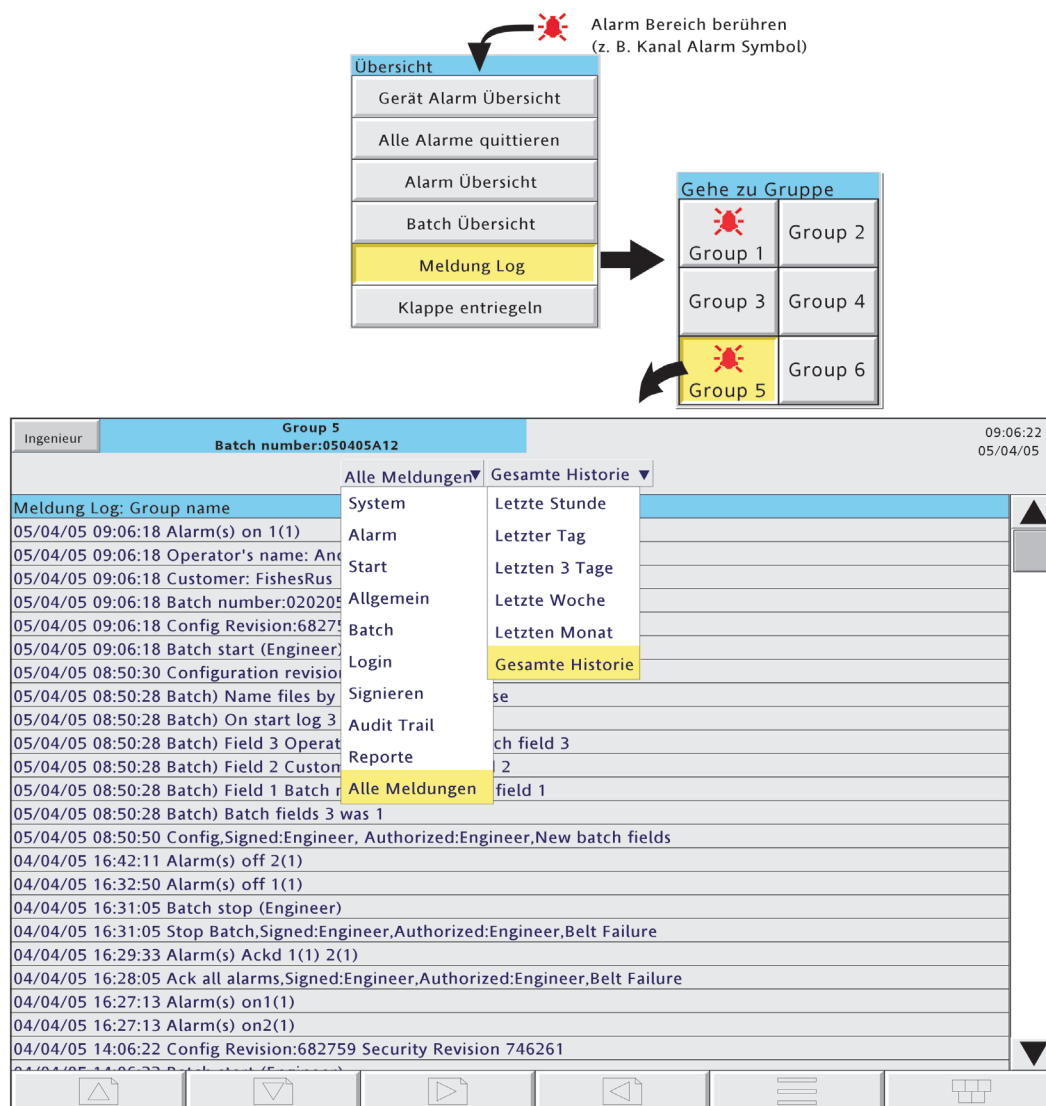 Alarm Bereich berühren
(z. B. Kanal Alarm Symbol)
Übersicht
Gerät Alarm Übersicht
Alle Alarme quittieren
Alarm Übersicht
Batch Übersicht
Meldung Log
Klappe entriegeln
Gehe zu Gruppe
Group 1
Group 2
Group 3
Group 4
Group 5
Group 6
Ingenieur
Group 5
Batch number:050405A12
09:06:22
05/04/05
Alle Meldungen▼
Gesamte Historie ▼
System
Alarm
Start
Allgemein
Batch
Login
Signieren
Audit Trail
Reporte
Alle Meldungen
Letzte Stunde
Letzter Tag
Letzten 3 Tage
Letzte Woche
Letzten Monat
Gesamte Historie
Meldung Log: Group name
05/04/05 09:06:18 Alarm(s) on 1(1)
05/04/05 09:06:18 Operator's name:
05/04/05 09:06:18 Customer: FishesRus
05/04/05 09:06:18 Batch number:020205
05/04/05 09:06:18 Config Revision:6827
05/04/05 09:06:18 Batch start (Engineer)
05/04/05 08:50:30 Configuration
05/04/05 08:50:28 Batch) Name files by se
05/04/05 08:50:28 Batch) On start log 3
05/04/05 08:50:28 Batch) Field 3 Operat ch field 3
05/04/05 08:50:28 Batch) Field 2 Custom 2
05/04/05 08:50:28 Batch) Field 1 Batch field 1
05/04/05 08:50:28 Batch) Batch fields 3 was 1
05/04/05 08:50:50 Config,Signed:Engineer, Authorized:Engineer,New batch fields
04/04/05 16:42:11 Alarm(s) off 2(1)
04/04/05 16:32:50 Alarm(s) off 1(1)
04/04/05 16:31:05 Batch stop (Engineer)
04/04/05 16:31:05 Stop Batch,Signed:Engineer,Authorized:Engineer,Belt Failure
04/04/05 16:29:33 Alarm(s) Ackd 1(1) 2(1)
04/04/05 16:28:05 Ack all alarms,Signed:Engineer,Authorized:Engineer,Belt Failure
04/04/05 16:27:13 Alarm(s) on1(1)
04/04/05 16:27:13 Alarm(s) on2(1)
04/04/05 14:06:22 Config Revision:682759 Security Revision 746261